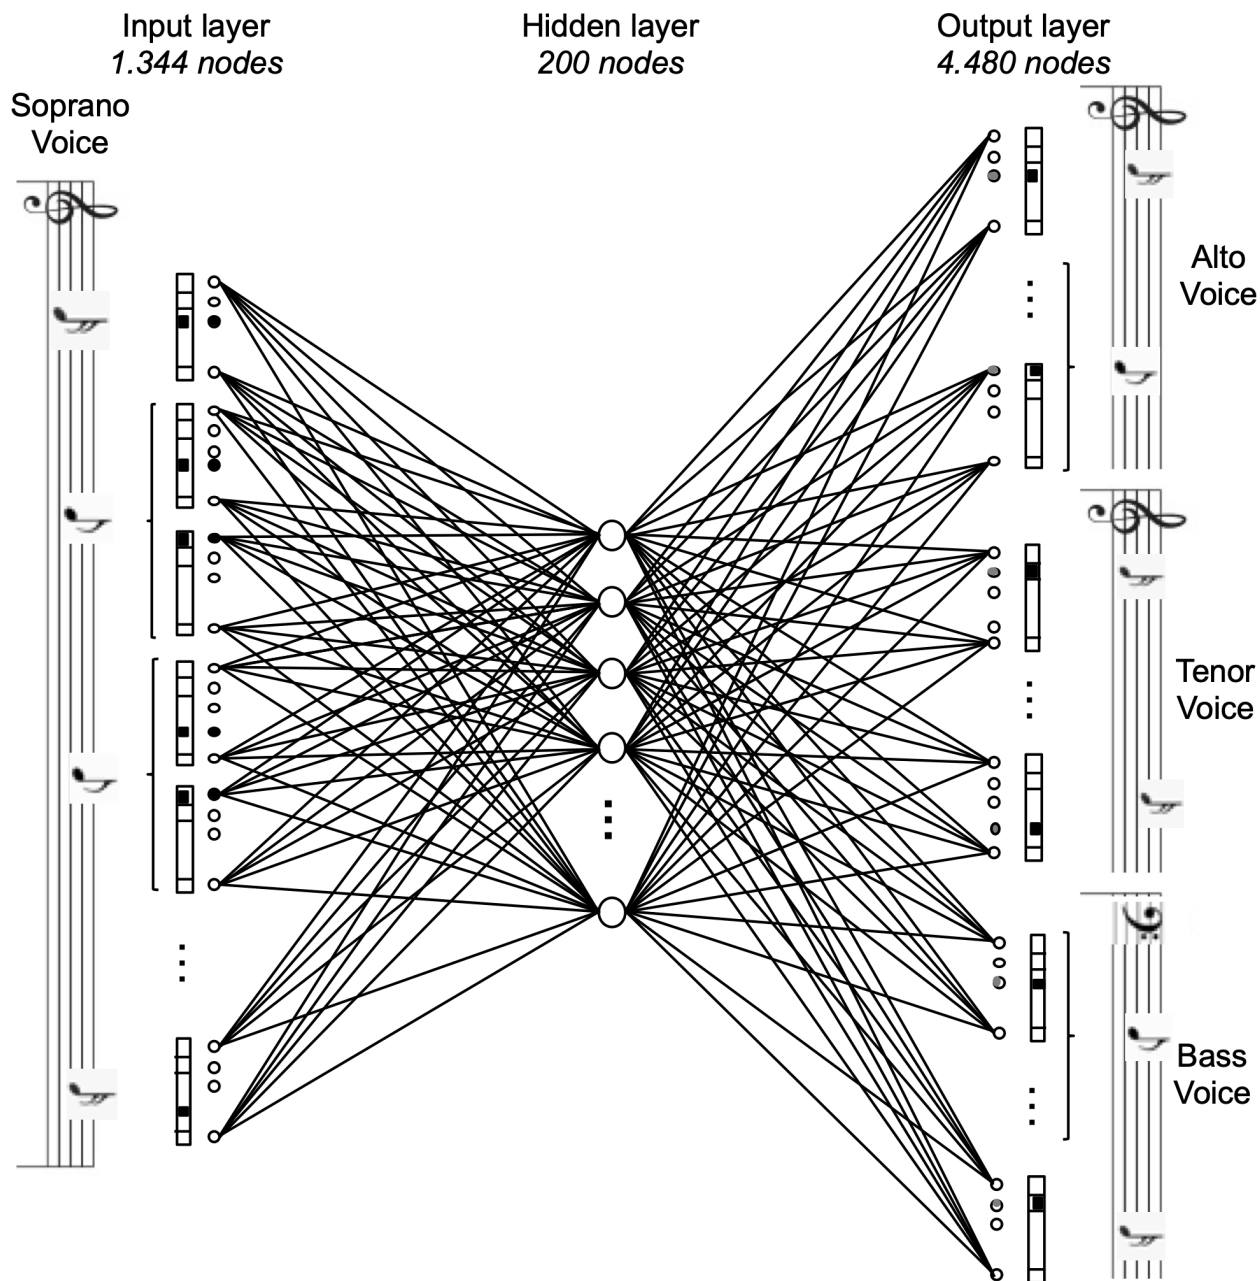 Input layer
1.344 nodes
Hidden layer
200 nodes
Output layer
4.480 nodes
Soprano
Voice
Alto
Voice
Tenor
Voice
Bass
Voice